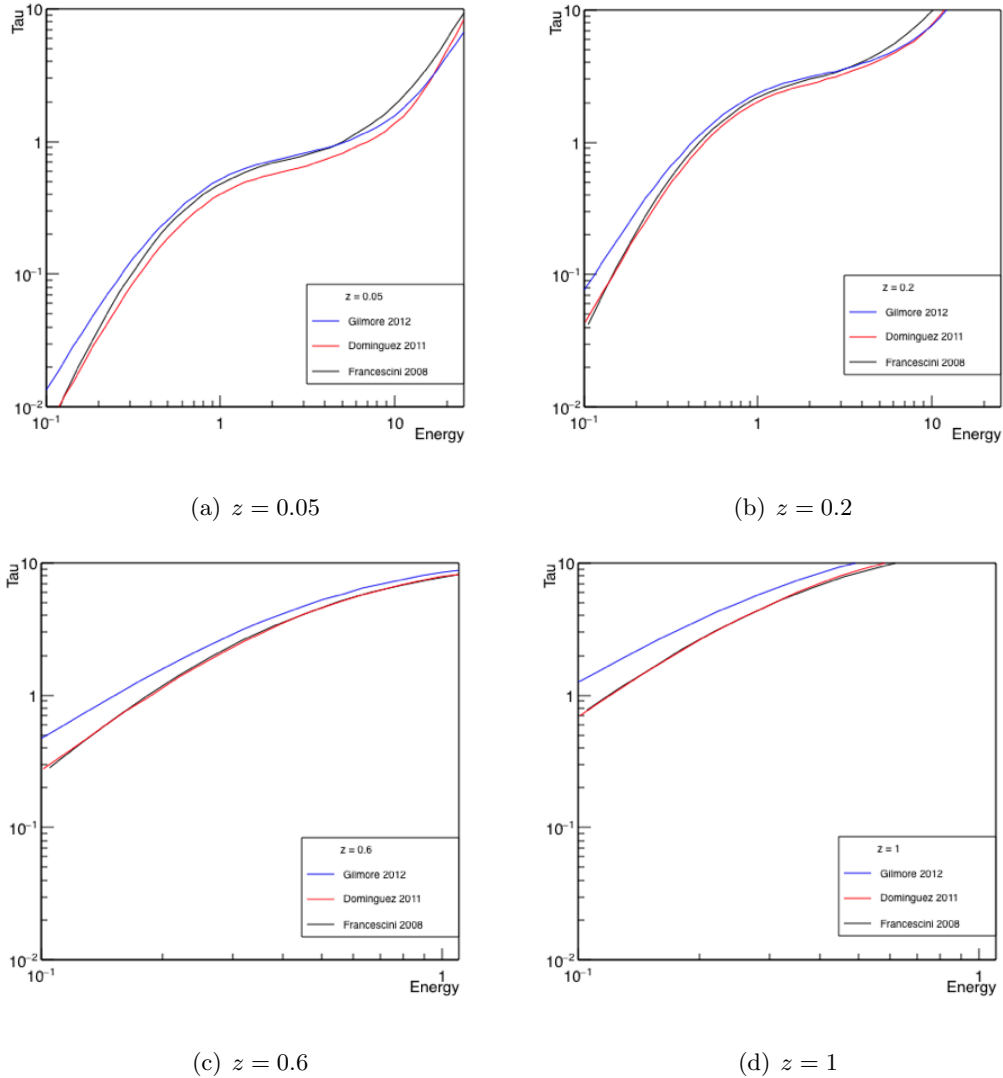 Tau
10
1
10⁻¹
10⁻²
10⁻¹
1
10
Energy
z = 0.05
Gilmore 2012
Dominguez 2011
Francescini 2008
(a) z = 0.05
Tau
10
1
10⁻¹
10⁻²
10⁻¹
1
10
Energy
z = 0.2
Gilmore 2012
Dominguez 2011
Francescini 2008
(b) z = 0.2
Tau
10
1
10⁻¹
10⁻²
10⁻¹
1
Energy
z = 0.6
Gilmore 2012
Dominguez 2011
Francescini 2008
(c) z = 0.6
Tau
10
1
10⁻¹
10⁻²
10⁻¹
1
Energy
z = 1
Gilmore 2012
Dominguez 2011
Francescini 2008
(d) z = 1